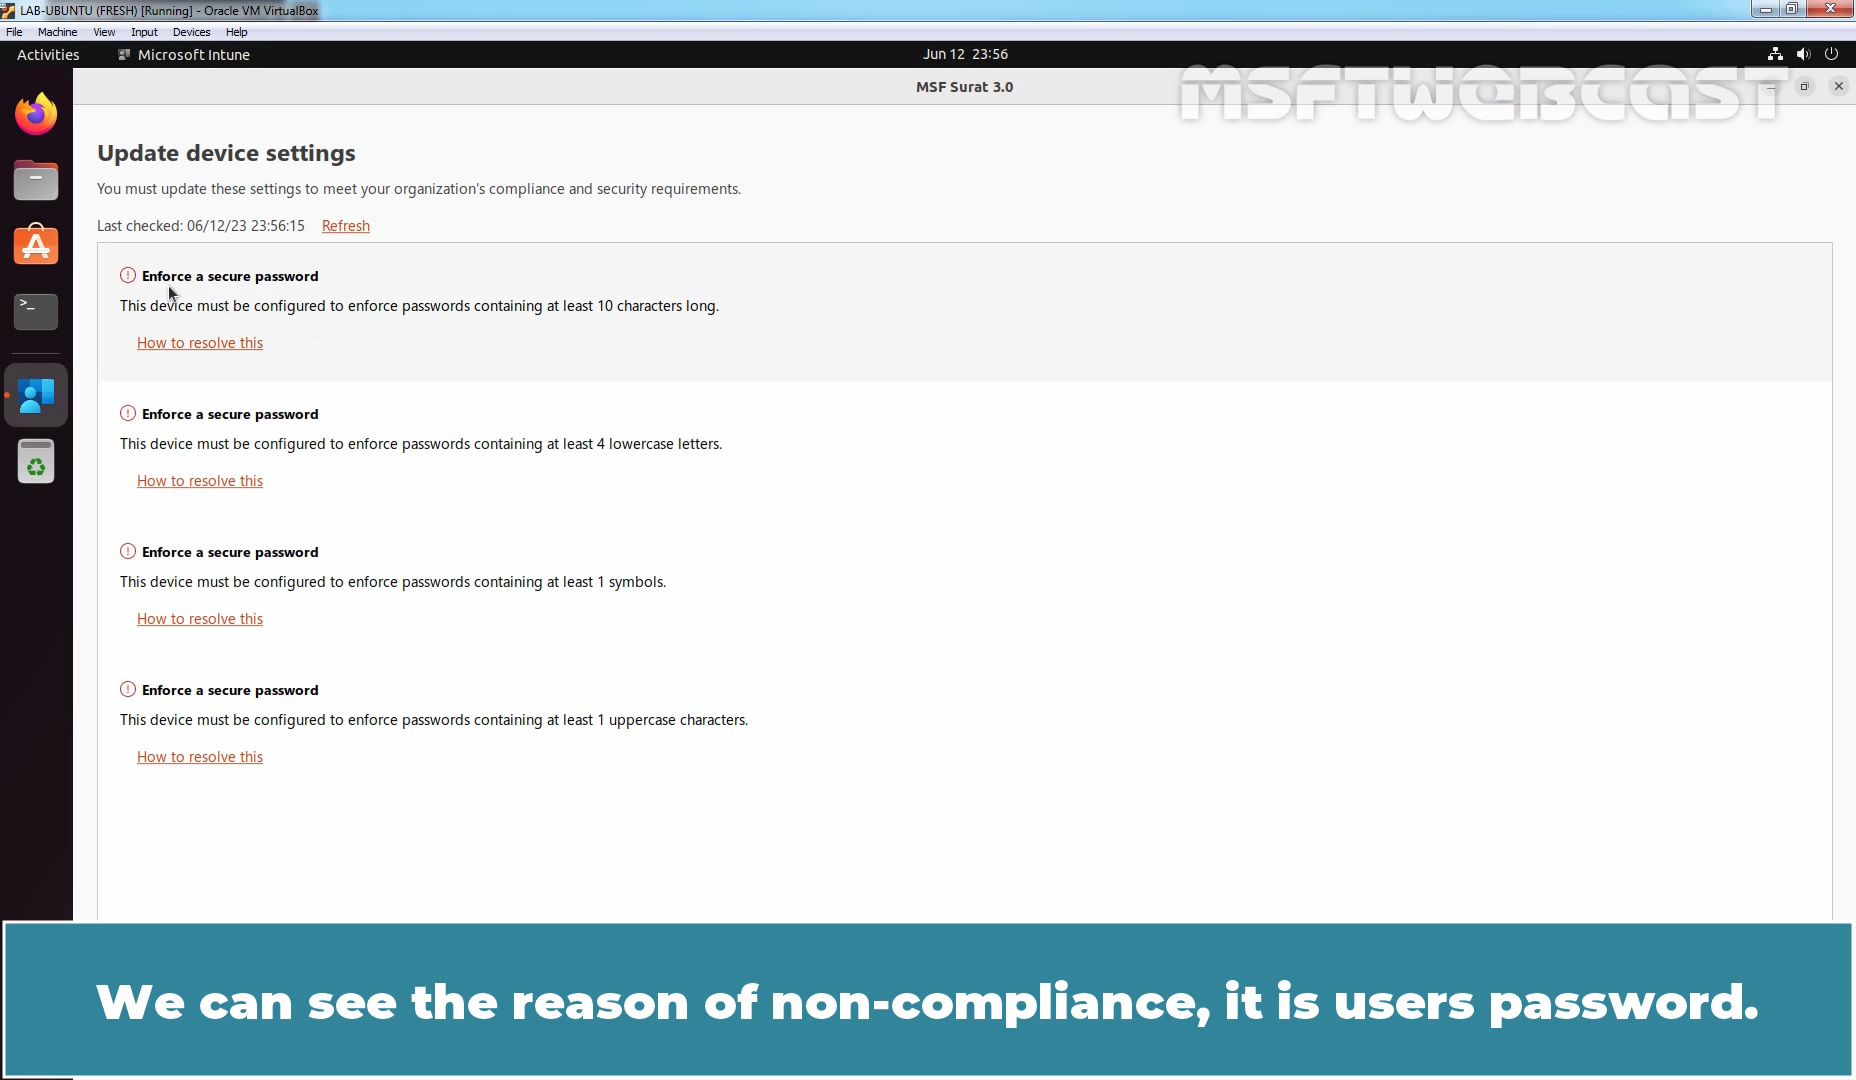 LAB-UBUNTU (FRESH) [Running] - Oracle VM VirtualBox
File Machine View Input Devices Help
Activities Microsoft Intune Jun 12 23:56
MSF Surat 3.0
MSFTWEBCAST
Update device settings
You must update these settings to meet your organization's compliance and security requirements.
Last checked: 06/12/23 23:56:15 Refresh
Enforce a secure password
This device must be configured to enforce passwords containing at least 10 characters long.
How to resolve this
Enforce a secure password
This device must be configured to enforce passwords containing at least 4 lowercase letters.
How to resolve this
Enforce a secure password
This device must be configured to enforce passwords containing at least 1 symbols.
How to resolve this
Enforce a secure password
This device must be configured to enforce passwords containing at least 1 uppercase characters.
How to resolve this
We can see the reason of non-compliance, it is users password.